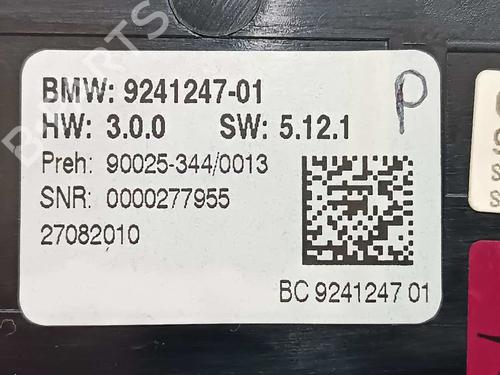 BMW: 9241247-01
HW: 3.0.0 SW: 5.12.1
Preh: 90025-344/0013
SNR: 0000277955
27082010
BC 9241247 01
P